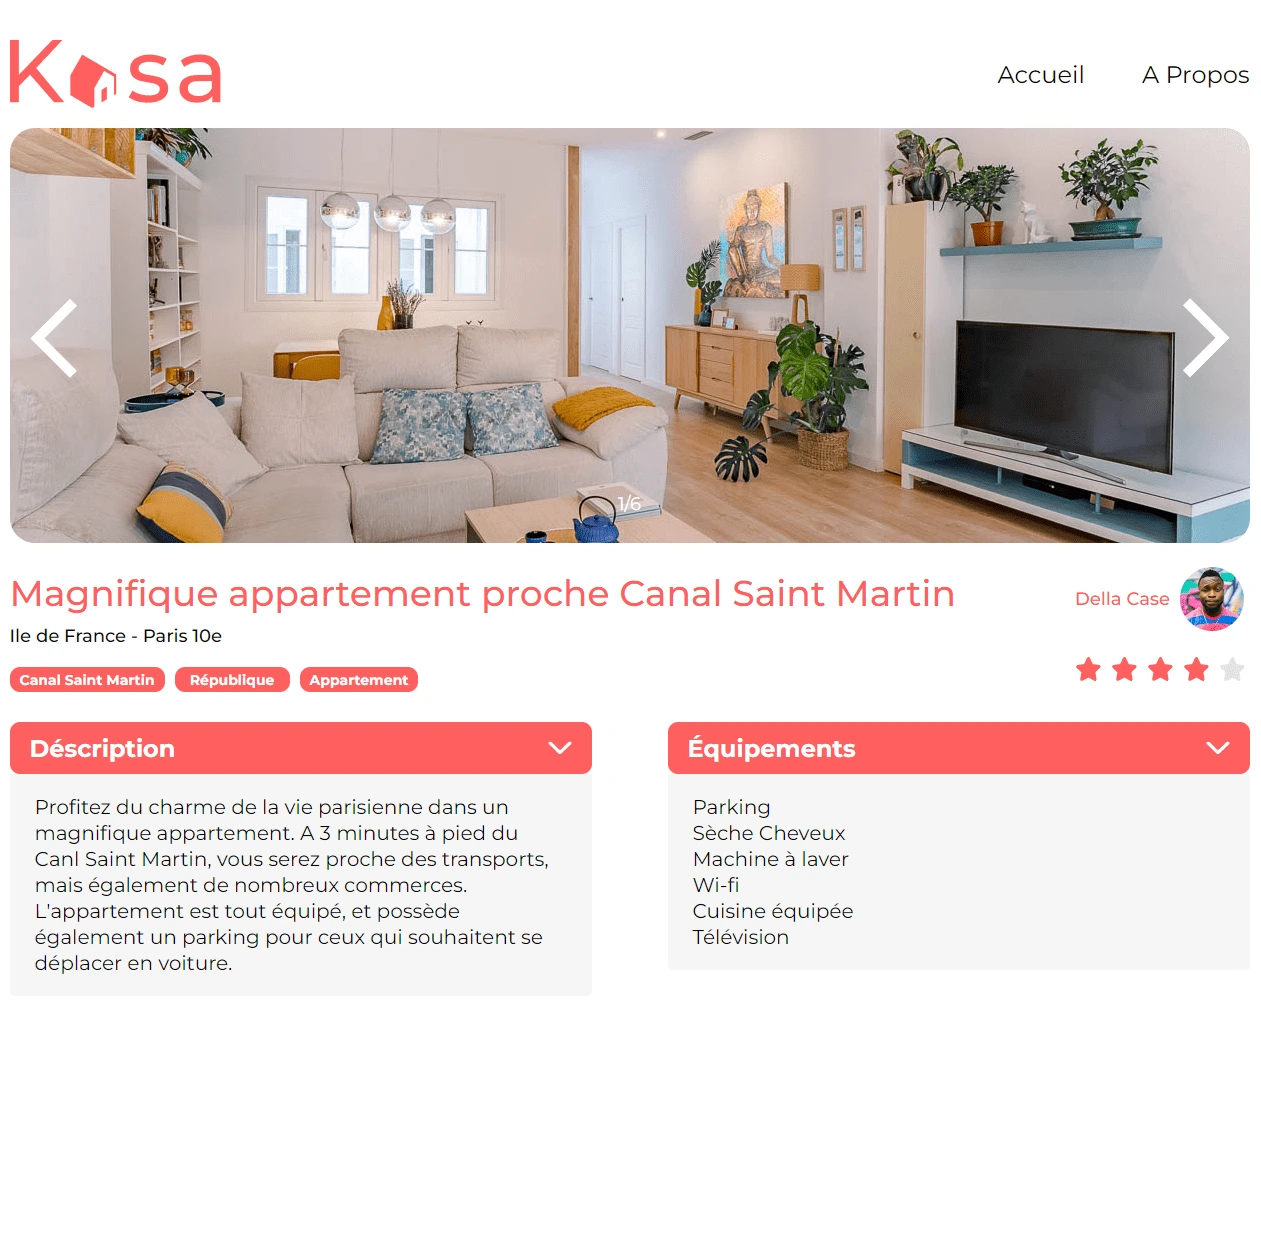 Kasa
Accueil
A Propos
1/6
Magnifique appartement proche Canal Saint Martin
Della Case
Ile de France - Paris 10e
Canal Saint Martin
République
Appartement
Déscription
Profitez du charme de la vie parisienne dans un
magnifique appartement. A 3 minutes à pied du
Canl Saint Martin, vous serez proche des transports,
mais également de nombreux commerces.
L'appartement est tout équipé, et possède
également un parking pour ceux qui souhaitent se
déplacer en voiture.
Équipements
Parking
Sèche Cheveux
Machine à laver
Wi-fi
Cuisine équipée
Télévision